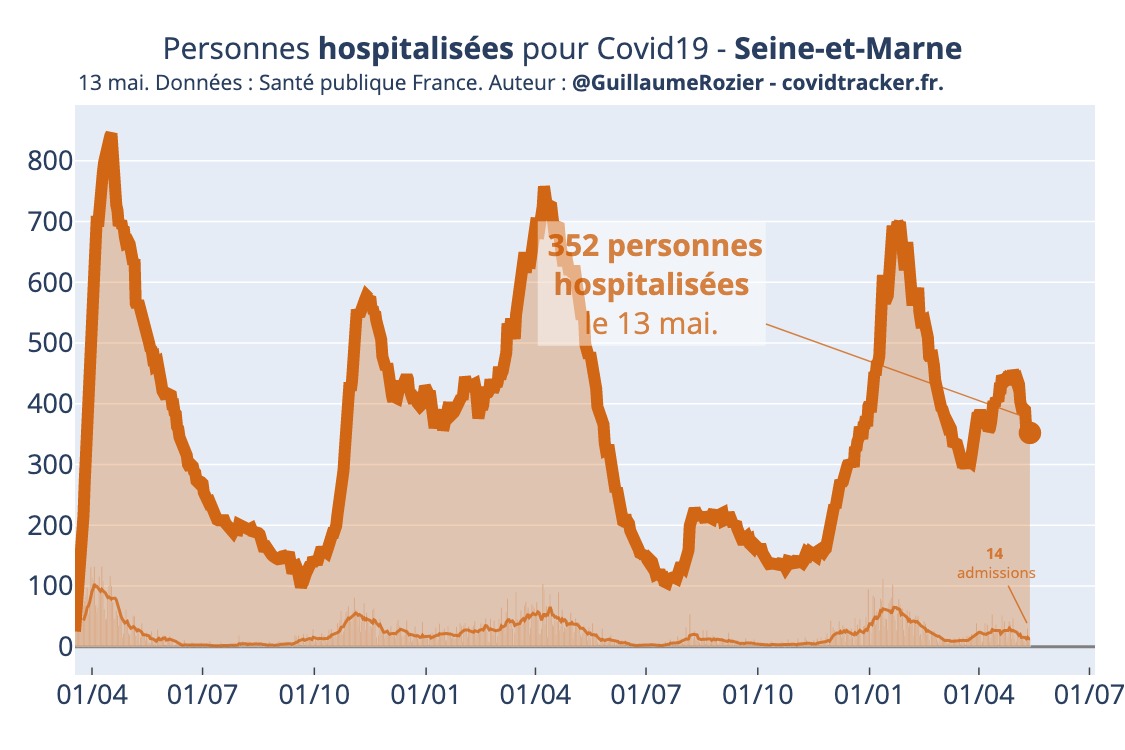 Personnes hospitalisées pour Covid19 - Seine-et-Marne
13 mai. Données : Santé publique France. Auteur : @GuillaumeRozier - covidtracker.fr.
800
700
352 personnes
hospitalisées
le 13 mai.
600
500
400
300
200
14
admissions
100
0
01/04 01/07 01/10 01/01 01/04 01/07 01/10 01/01 01/04 01/07